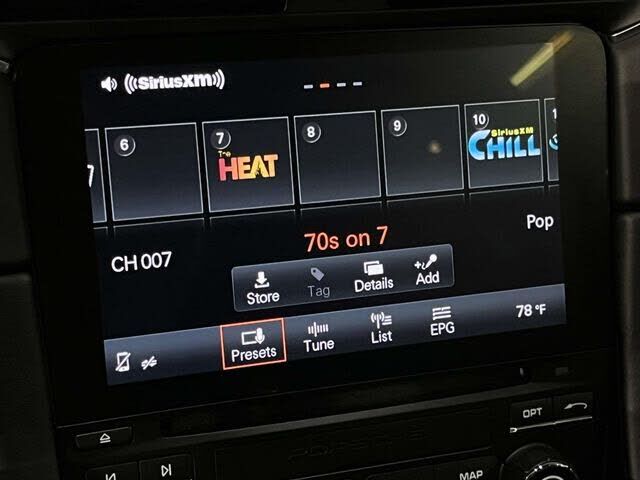 ((SiriusXM))
6
7
The
HEAT
8
9
10
SiriusXM
CHILL
70s on 7
Pop
CH 007
Store
Tag
Details
Add
Presets
Tune
List
EPG
78 °F
OPT
MAP